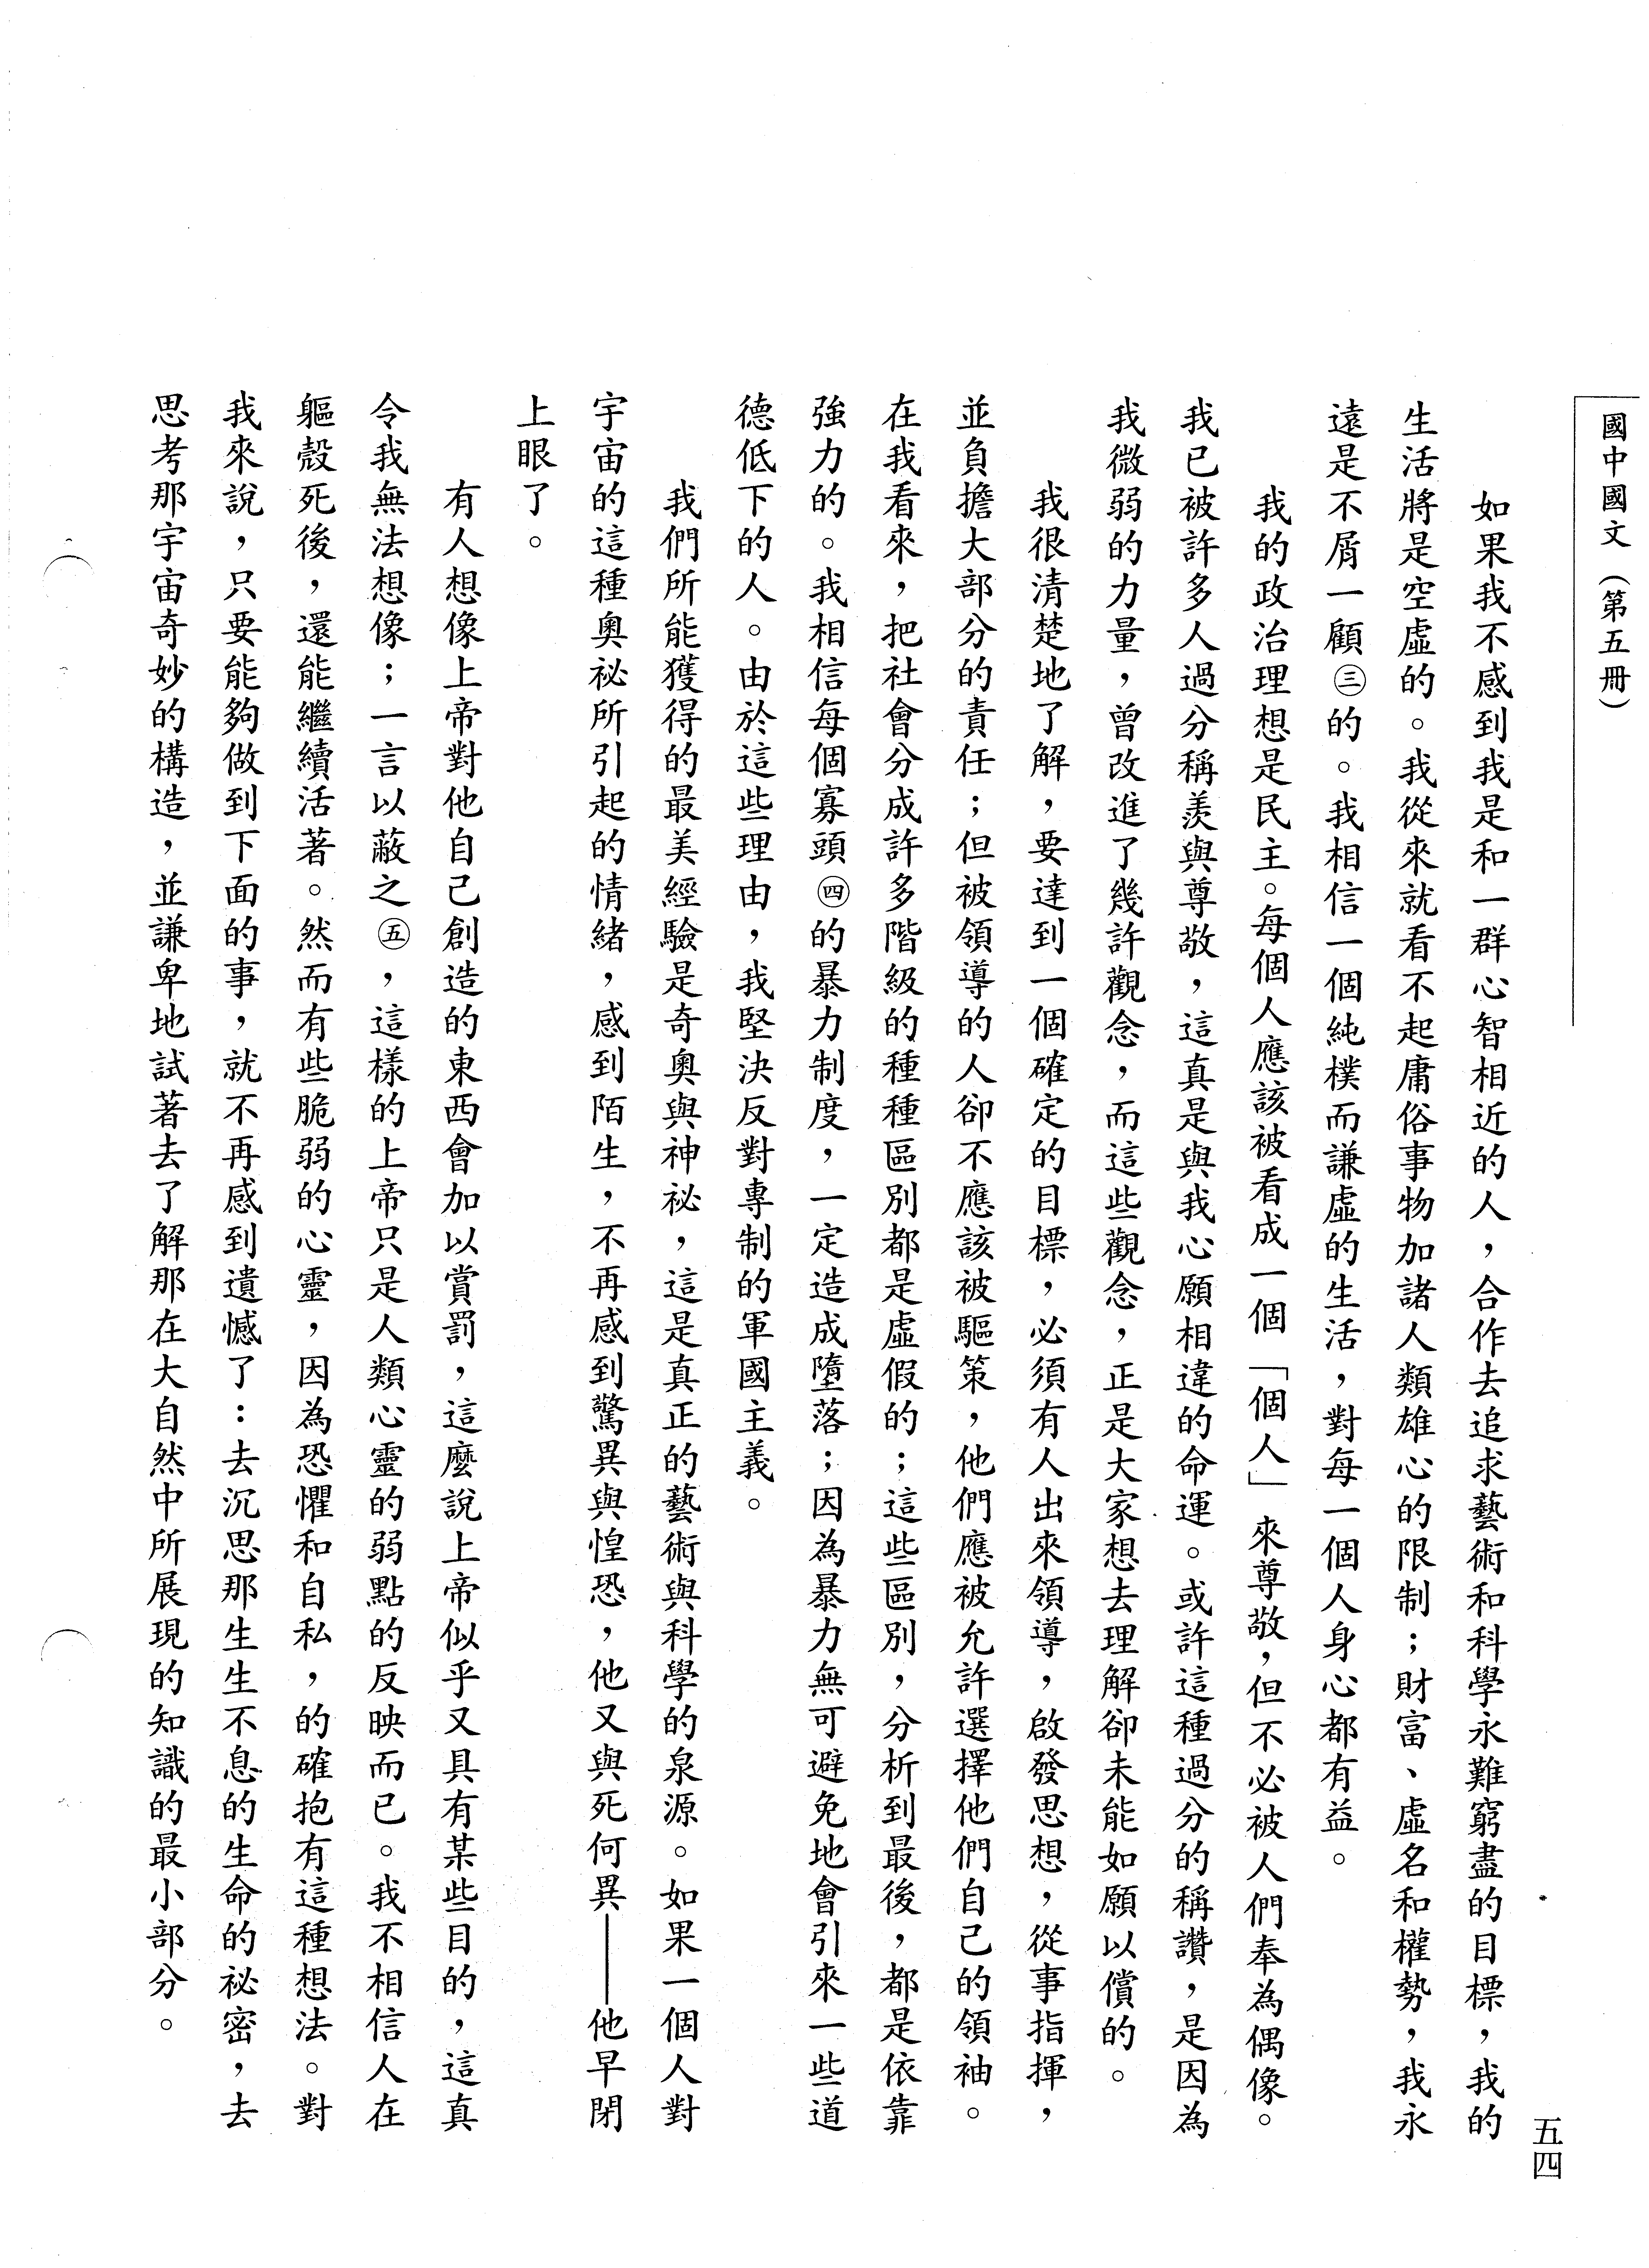 國中國文（第五冊）
五四
如果我不感到我是和一群心智相近的人，合作去追求藝術和科學永難窮盡的目標，我的
生活將是空虛的。我從來就看不起庸俗事物加諸人類雄心的限制；財富、虛名和權勢，我永
遠是不屑一顧㊂的。我相信一個純樸而謙虛的生活，對每一個人身心都有益。
我的政治理想是民主。每個人應該被看成一個「個人」來尊敬，但不必被人們奉為偶像。
我已被許多人過分稱羨與尊敬，這真是與我心願相違的命運。或許這種過分的稱讚，是因為
我微弱的力量，曾改進了幾許觀念，而這些觀念，正是大家想去理解卻未能如願以償的。
我很清楚地了解，要達到一個確定的目標，必須有人出來領導，啟發思想，從事指揮，
並負擔大部分的責任；但被領導的人卻不應該被驅策，他們應被允許選擇他們自己的領袖。
在我看來，把社會分成許多階級的種種區別都是虛假的；這些區別，分析到最後，都是依靠
強力的。我相信每個寡頭㊃的暴力制度，一定造成墮落；因為暴力無可避免地會引來一些道
德低下的人。由於這些理由，我堅決反對專制的軍國主義。
我們所能獲得的最美經驗是奇奧與神祕，這是真正的藝術與科學的泉源。如果一個人對
宇宙的這種奧祕所引起的情緒，感到陌生，不再感到驚異與惶恐，他又與死何異——他早閉
上眼了。
有人想像上帝對他自己創造的東西會加以賞罰，這麼說上帝似乎又具有某些目的，這真
令我無法想像；一言以蔽之㊄，這樣的上帝只是人類心靈的弱點的反映而已。我不相信人在
軀殼死後，還能繼續活著。然而有些脆弱的心靈，因為恐懼和自私，的確抱有這種想法。對
我來說，只要能夠做到下面的事，就不再感到遺憾了：去沉思那生生不息的生命的祕密，去
思考那宇宙奇妙的構造，並謙卑地試著去了解那在大自然中所展現的知識的最小部分。